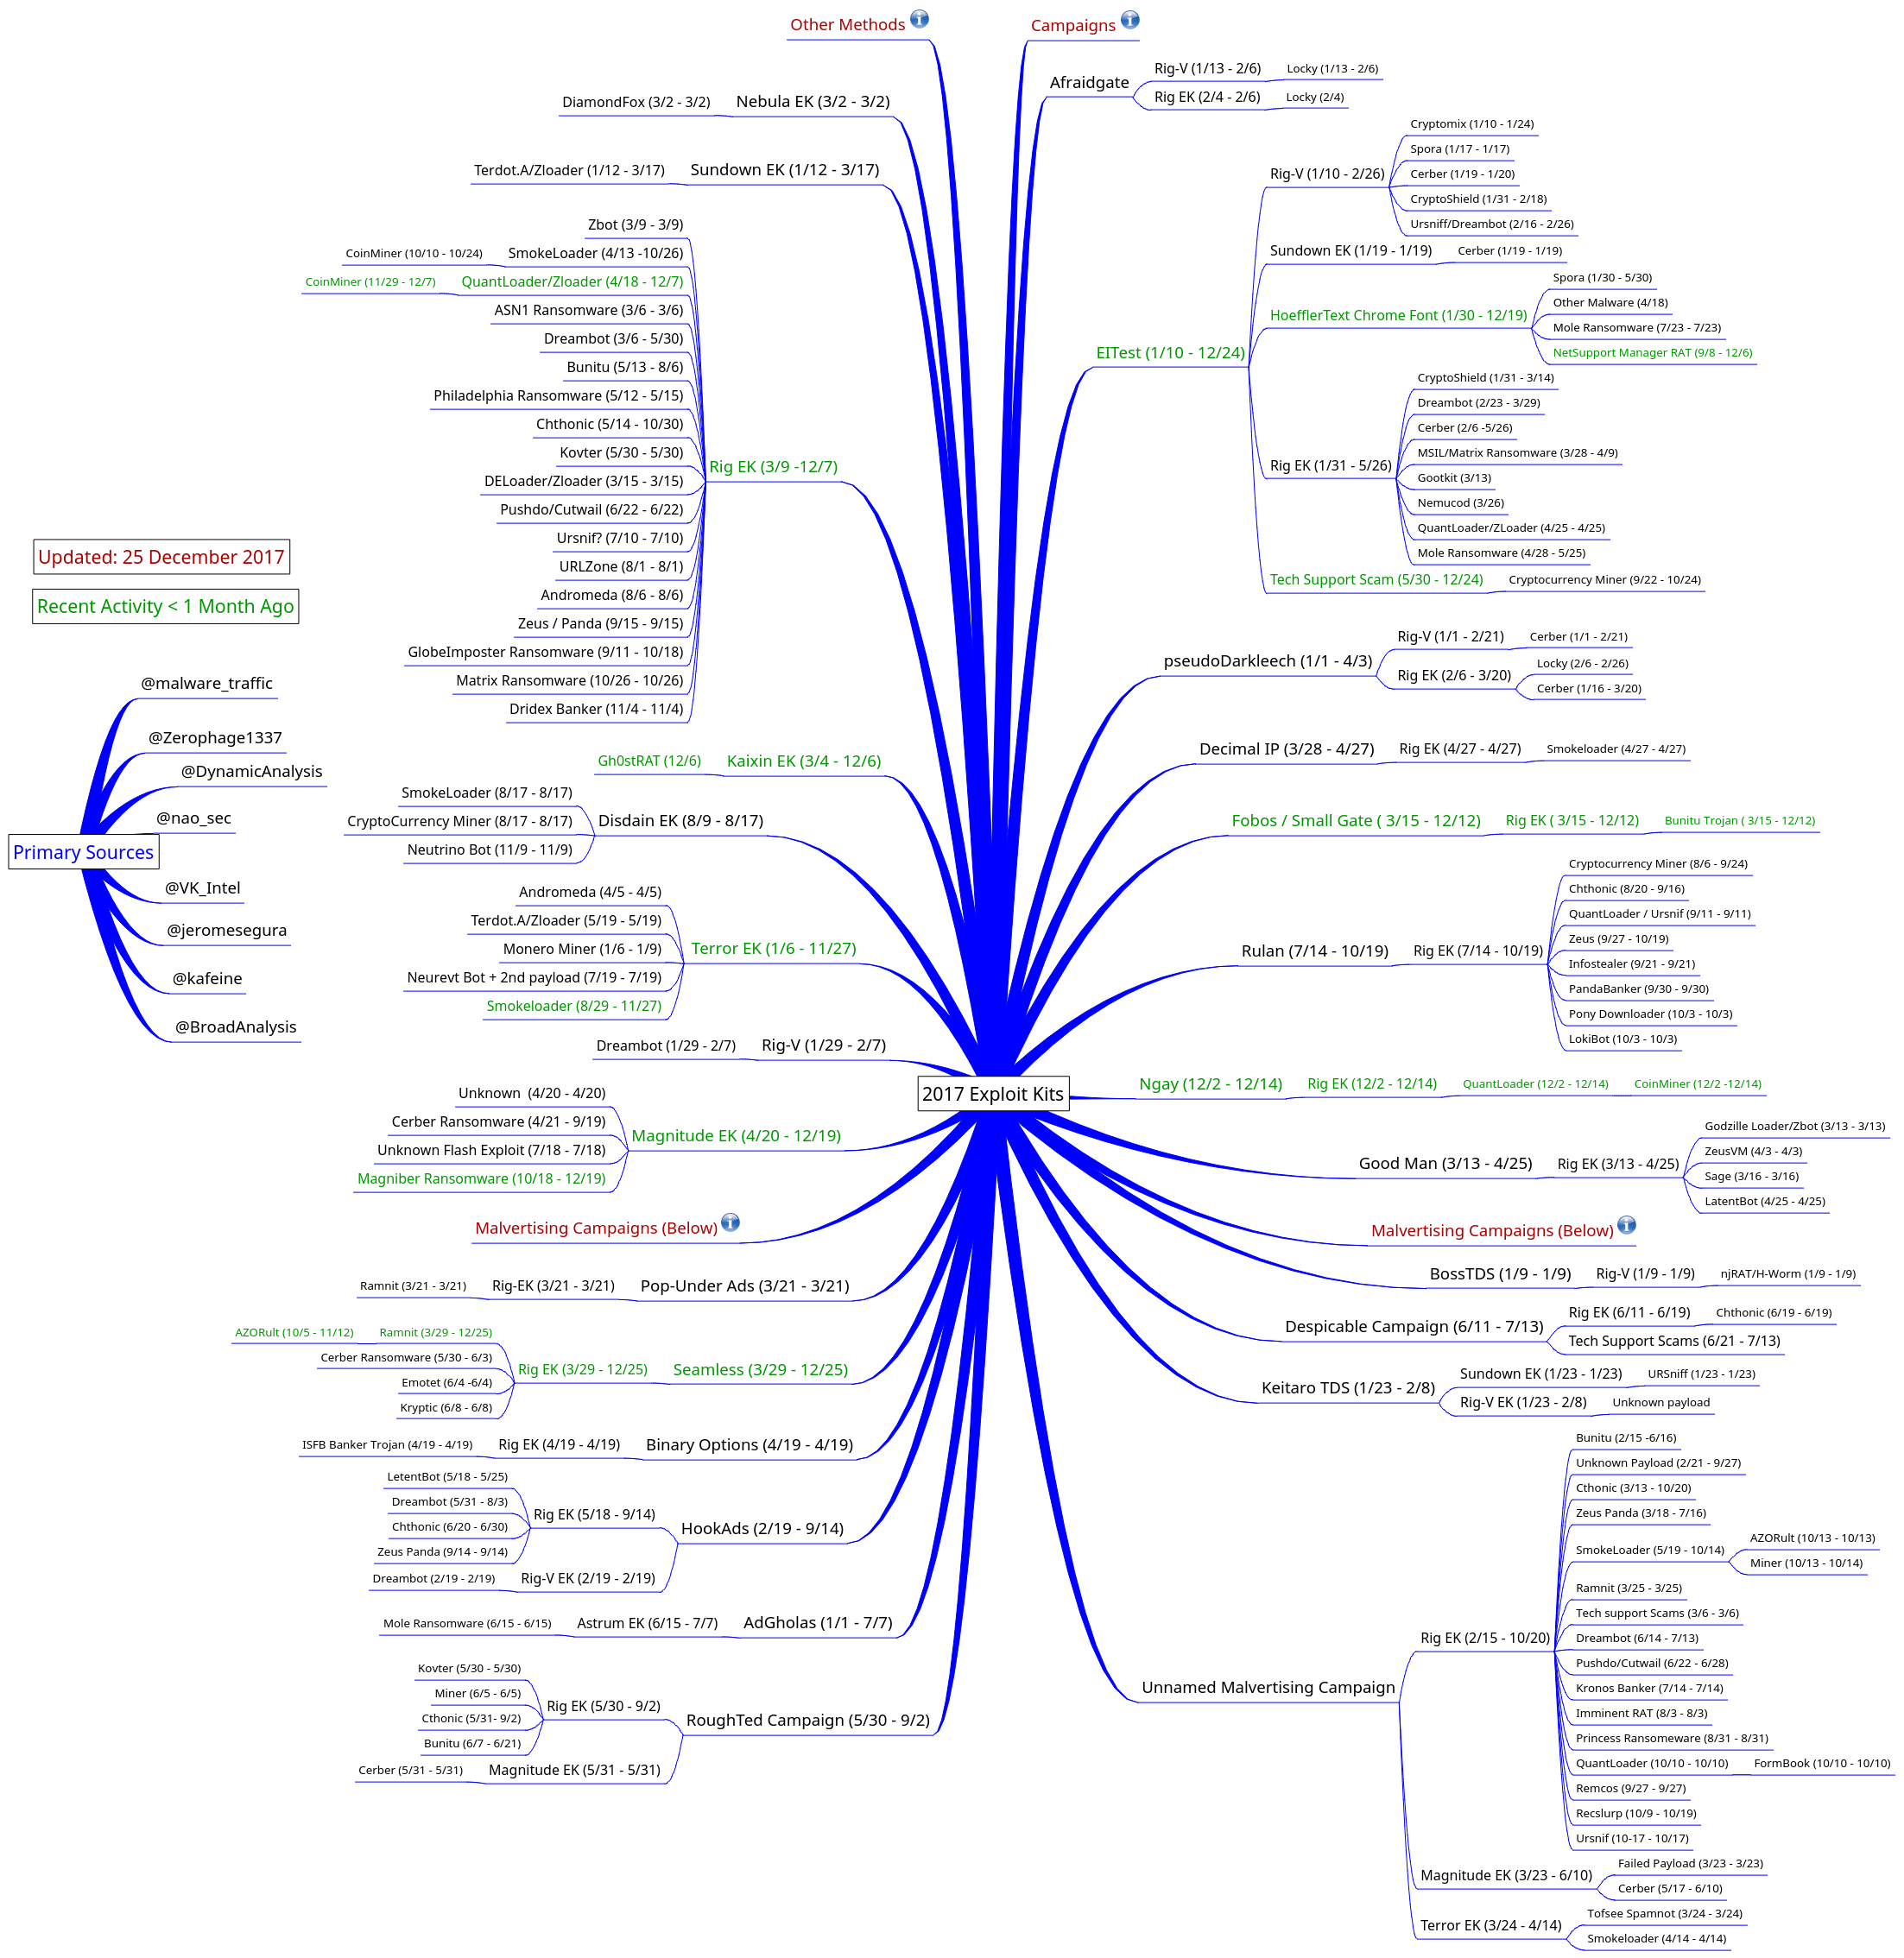 Other Methods
Nebula EK (3/2 - 3/2)
DiamondFox (3/2 - 3/2)
Sundown EK (1/12 - 3/17)
Terdot.A/Zloader (1/12 - 3/17)
Rig EK (3/9 -12/7)
Zbot (3/9 - 3/9)
SmokeLoader (4/13 -10/26)
CoinMiner (10/10 - 10/24)
QuantLoader/Zloader (4/18 - 12/7)
CoinMiner (11/29 - 12/7)
ASN1 Ransomware (3/6 - 3/6)
Dreambot (3/6 - 5/30)
Bunitu (5/13 - 8/6)
Philadelphia Ransomware (5/12 - 5/15)
Chthonic (5/14 - 10/30)
Kovter (5/30 - 5/30)
DELoader/Zloader (3/15 - 3/15)
Pushdo/Cutwail (6/22 - 6/22)
Ursnif? (7/10 - 7/10)
URLZone (8/1 - 8/1)
Andromeda (8/6 - 8/6)
Zeus / Panda (9/15 - 9/15)
GlobeImposter Ransomware (9/11 - 10/18)
Matrix Ransomware (10/26 - 10/26)
Dridex Banker (11/4 - 11/4)
Kaixin EK (3/4 - 12/6)
Gh0stRAT (12/6)
Disdain EK (8/9 - 8/17)
SmokeLoader (8/17 - 8/17)
CryptoCurrency Miner (8/17 - 8/17)
Neutrino Bot (11/9 - 11/9)
Terror EK (1/6 - 11/27)
Andromeda (4/5 - 4/5)
Terdot.A/Zloader (5/19 - 5/19)
Monero Miner (1/6 - 1/9)
Neurevt Bot + 2nd payload (7/19 - 7/19)
Smokeloader (8/29 - 11/27)
Rig-V (1/29 - 2/7)
Dreambot (1/29 - 2/7)
Magnitude EK (4/20 - 12/19)
Unknown (4/20 - 4/20)
Cerber Ransomware (4/21 - 9/19)
Unknown Flash Exploit (7/18 - 7/18)
Magniber Ransomware (10/18 - 12/19)
Malvertising Campaigns (Below)
Pop-Under Ads (3/21 - 3/21)
Rig-EK (3/21 - 3/21)
Ramnit (3/21 - 3/21)
Seamless (3/29 - 12/25)
Rig EK (3/29 - 12/25)
Ramnit (3/29 - 12/25)
AZORult (10/5 - 11/12)
Cerber Ransomware (5/30 - 6/3)
Emotet (6/4 -6/4)
Kryptic (6/8 - 6/8)
Binary Options (4/19 - 4/19)
Rig EK (4/19 - 4/19)
ISFB Banker Trojan (4/19 - 4/19)
HookAds (2/19 - 9/14)
Rig EK (5/18 - 9/14)
LetentBot (5/18 - 5/25)
Dreambot (5/31 - 8/3)
Chthonic (6/20 - 6/30)
Zeus Panda (9/14 - 9/14)
Rig-V EK (2/19 - 2/19)
Dreambot (2/19 - 2/19)
AdGholas (1/1 - 7/7)
Astrum EK (6/15 - 7/7)
Mole Ransomware (6/15 - 6/15)
RoughTed Campaign (5/30 - 9/2)
Rig EK (5/30 - 9/2)
Kovter (5/30 - 5/30)
Miner (6/5 - 6/5)
Cthonic (5/31- 9/2)
Bunitu (6/7 - 6/21)
Magnitude EK (5/31 - 5/31)
Cerber (5/31 - 5/31)
Updated: 25 December 2017
Recent Activity < 1 Month Ago
Primary Sources
@malware_traffic
@Zerophage1337
@DynamicAnalysis
@nao_sec
@VK_Intel
@jeromesegura
@kafeine
@BroadAnalysis
2017 Exploit Kits
Campaigns
Afraidgate
Rig-V (1/13 - 2/6)
Locky (1/13 - 2/6)
Rig EK (2/4 - 2/6)
Locky (2/4)
EITest (1/10 - 12/24)
Rig-V (1/10 - 2/26)
Cryptomix (1/10 - 1/24)
Spora (1/17 - 1/17)
Cerber (1/19 - 1/20)
CryptoShield (1/31 - 2/18)
Ursniff/Dreambot (2/16 - 2/26)
Sundown EK (1/19 - 1/19)
Cerber (1/19 - 1/19)
HoefflerText Chrome Font (1/30 - 12/19)
Spora (1/30 - 5/30)
Other Malware (4/18)
Mole Ransomware (7/23 - 7/23)
NetSupport Manager RAT (9/8 - 12/6)
Rig EK (1/31 - 5/26)
CryptoShield (1/31 - 3/14)
Dreambot (2/23 - 3/29)
Cerber (2/6 -5/26)
MSIL/Matrix Ransomware (3/28 - 4/9)
Gootkit (3/13)
Nemucod (3/26)
QuantLoader/ZLoader (4/25 - 4/25)
Mole Ransomware (4/28 - 5/25)
Tech Support Scam (5/30 - 12/24)
Cryptocurrency Miner (9/22 - 10/24)
pseudoDarkleech (1/1 - 4/3)
Rig-V (1/1 - 2/21)
Cerber (1/1 - 2/21)
Rig EK (2/6 - 3/20)
Locky (2/6 - 2/26)
Cerber (1/16 - 3/20)
Decimal IP (3/28 - 4/27)
Rig EK (4/27 - 4/27)
Smokeloader (4/27 - 4/27)
Fobos / Small Gate ( 3/15 - 12/12)
Rig EK ( 3/15 - 12/12)
Bunitu Trojan ( 3/15 - 12/12)
Rulan (7/14 - 10/19)
Rig EK (7/14 - 10/19)
Cryptocurrency Miner (8/6 - 9/24)
Chthonic (8/20 - 9/16)
QuantLoader / Ursnif (9/11 - 9/11)
Zeus (9/27 - 10/19)
Infostealer (9/21 - 9/21)
PandaBanker (9/30 - 9/30)
Pony Downloader (10/3 - 10/3)
LokiBot (10/3 - 10/3)
Ngay (12/2 - 12/14)
Rig EK (12/2 - 12/14)
QuantLoader (12/2 - 12/14)
CoinMiner (12/2 -12/14)
Good Man (3/13 - 4/25)
Rig EK (3/13 - 4/25)
Godzille Loader/Zbot (3/13 - 3/13)
ZeusVM (4/3 - 4/3)
Sage (3/16 - 3/16)
LatentBot (4/25 - 4/25)
Malvertising Campaigns (Below)
BossTDS (1/9 - 1/9)
Rig-V (1/9 - 1/9)
njRAT/H-Worm (1/9 - 1/9)
Despicable Campaign (6/11 - 7/13)
Rig EK (6/11 - 6/19)
Chthonic (6/19 - 6/19)
Tech Support Scams (6/21 - 7/13)
Keitaro TDS (1/23 - 2/8)
Sundown EK (1/23 - 1/23)
URSniff (1/23 - 1/23)
Rig-V EK (1/23 - 2/8)
Unknown payload
Unnamed Malvertising Campaign
Rig EK (2/15 - 10/20)
Bunitu (2/15 -6/16)
Unknown Payload (2/21 - 9/27)
Cthonic (3/13 - 10/20)
Zeus Panda (3/18 - 7/16)
SmokeLoader (5/19 - 10/14)
AZORult (10/13 - 10/13)
Miner (10/13 - 10/14)
Ramnit (3/25 - 3/25)
Tech support Scams (3/6 - 3/6)
Dreambot (6/14 - 7/13)
Pushdo/Cutwail (6/22 - 6/28)
Kronos Banker (7/14 - 7/14)
Imminent RAT (8/3 - 8/3)
Princess Ransomeware (8/31 - 8/31)
QuantLoader (10/10 - 10/10)
FormBook (10/10 - 10/10)
Remcos (9/27 - 9/27)
Recslurp (10/9 - 10/19)
Ursnif (10-17 - 10/17)
Magnitude EK (3/23 - 6/10)
Failed Payload (3/23 - 3/23)
Cerber (5/17 - 6/10)
Terror EK (3/24 - 4/14)
Tofsee Spamnot (3/24 - 3/24)
Smokeloader (4/14 - 4/14)